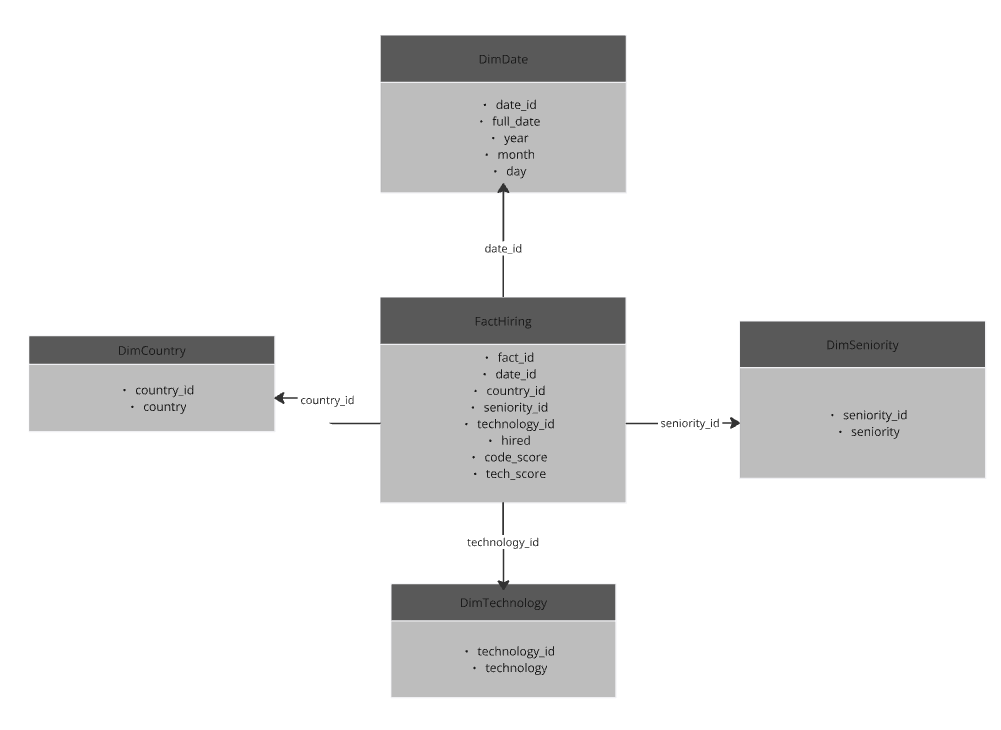 DimDate
• date_id
• full_date
• year
• month
• day
date_id
FactHiring
• fact_id
• date_id
• country_id
• seniority_id
• technology_id
• hired
• code_score
• tech_score
DimCountry
• country_id
• country
country_id
seniority_id
DimSeniority
• seniority_id
• seniority
technology_id
DimTechnology
• technology_id
• technology